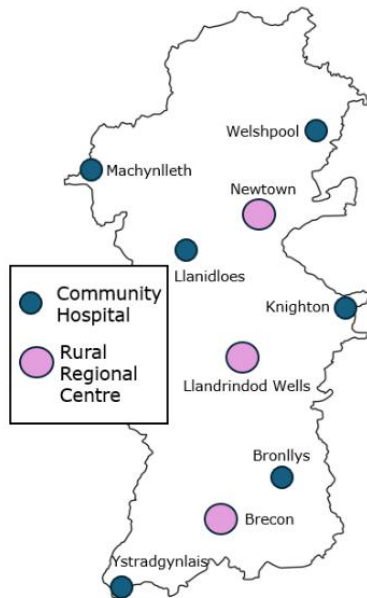 Welshpool
Machynlleth
Newtown
Llanidloes
Community
Hospital
Knighton
Rural
Regional
Centre
Llandrindod Wells
Bronllys
Brecon
Ystradgynlais